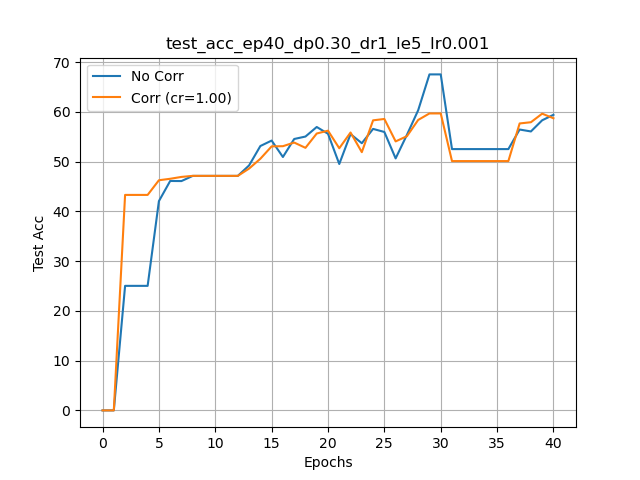 test_acc_ep40_dp0.30_dr1_le5_lr0.001
No Corr
Corr (cr=1.00)
70
60
50
40
30
20
10
0
Test Acc
0 5 10 15 20 25 30 35 40
Epochs